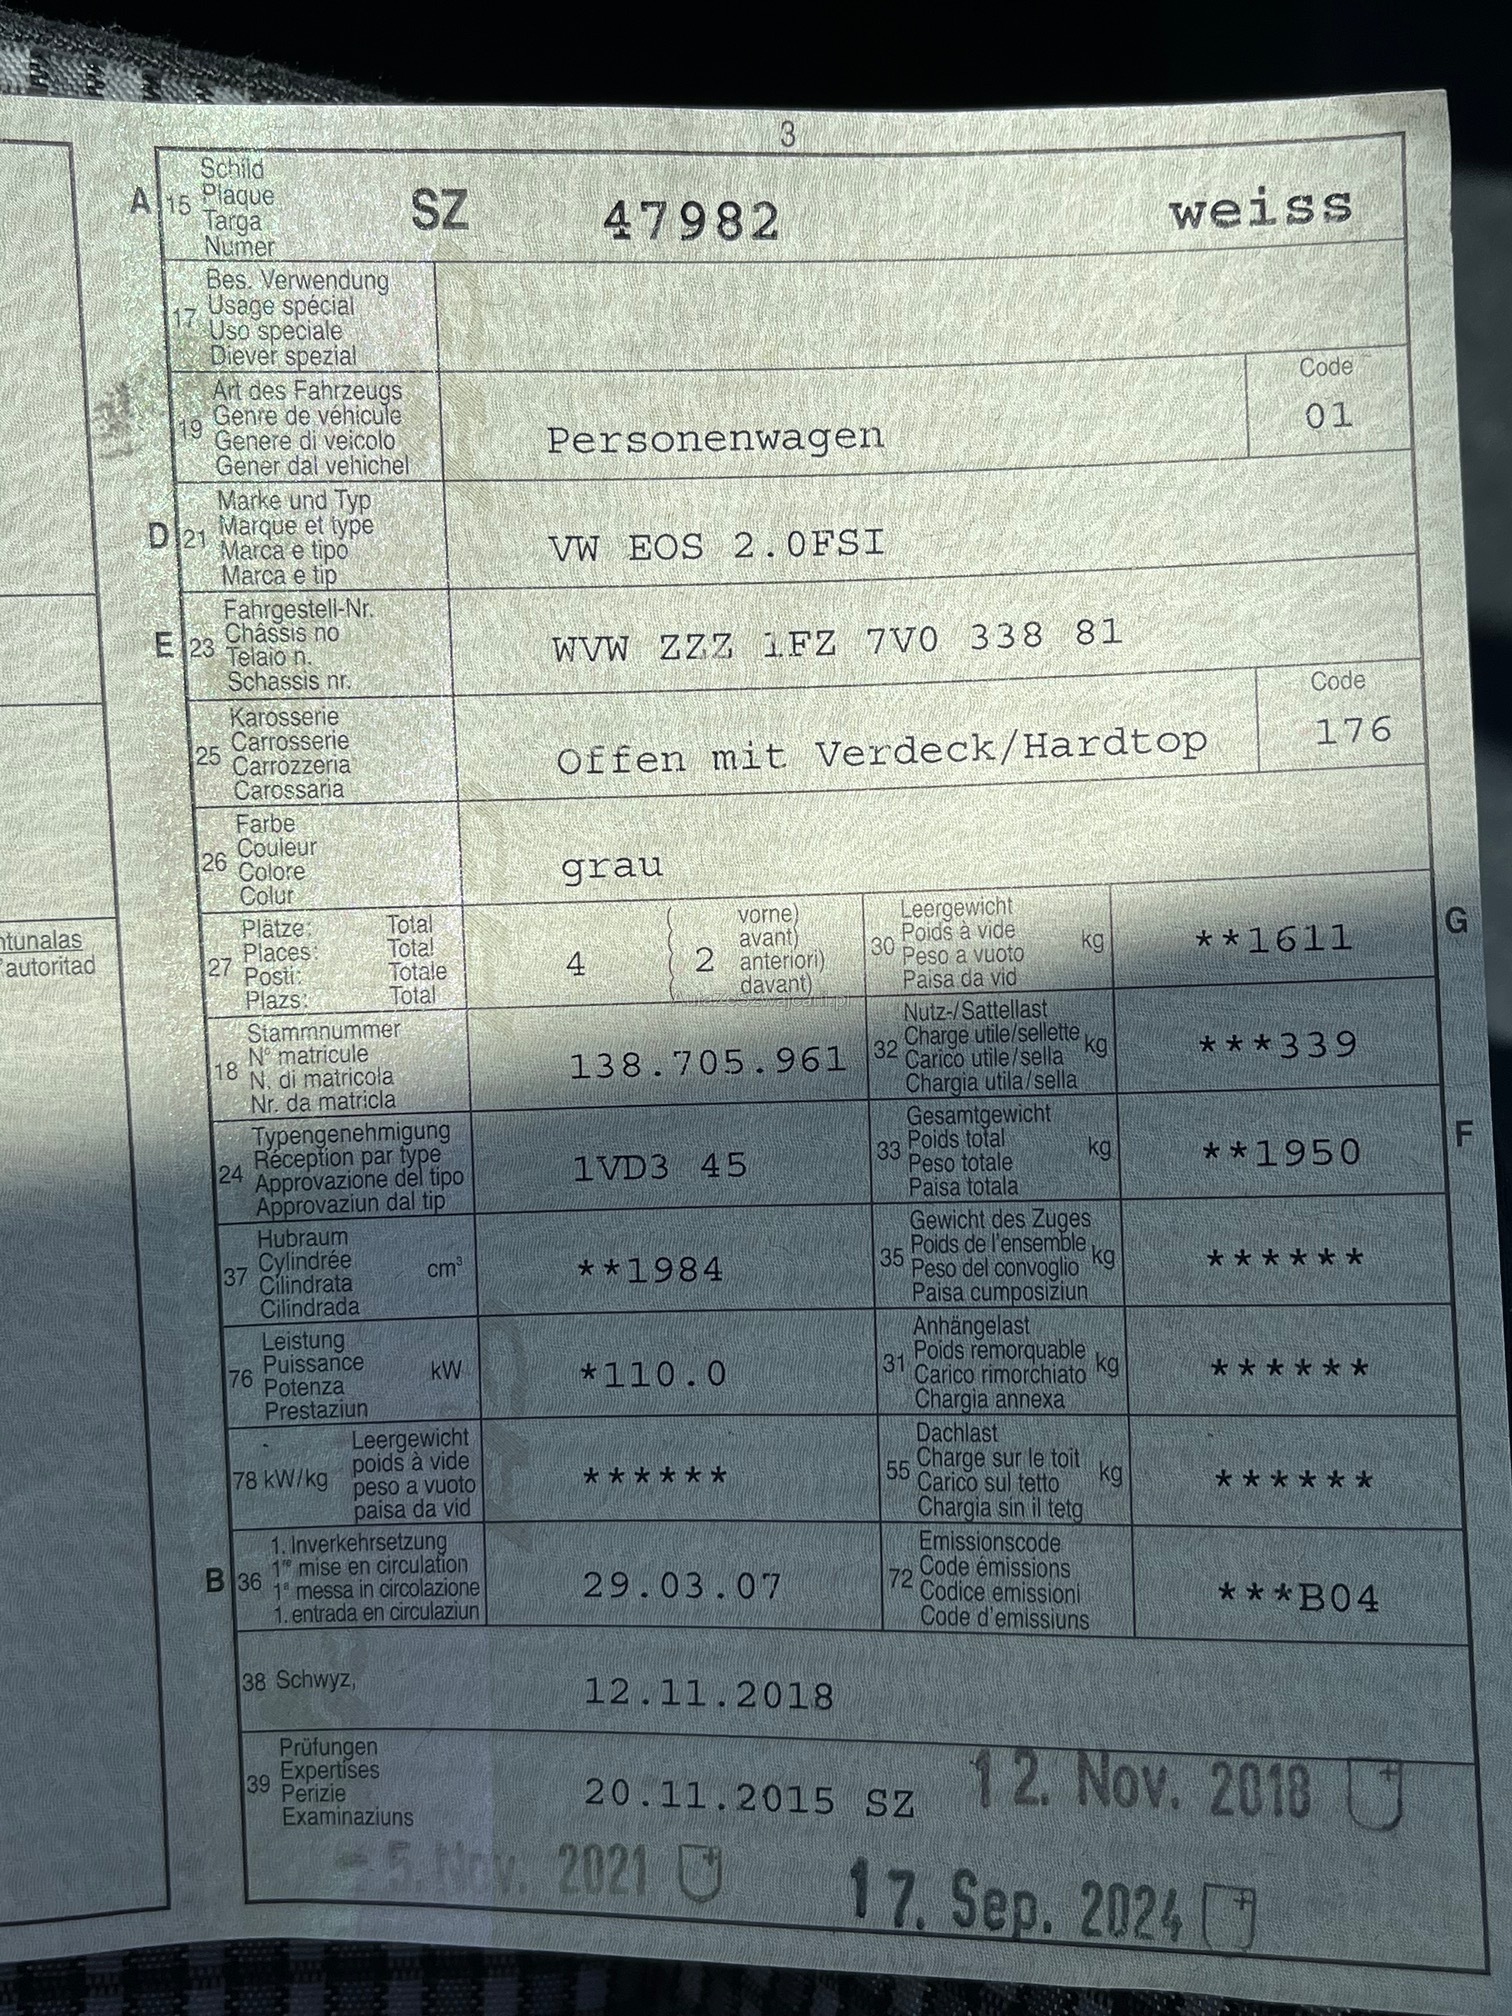 3
A 15 Schild
Plaque
Targa
Numer
SZ 47982 weiss
17 Bes. Verwendung
Usage spécial
Uso speciale
Diever spezial
19 Art des Fahrzeugs
Genre de véhicule
Genere di veicolo
Gener dal vehichel
Personenwagen
Code
01
D 21 Marke und Typ
Marque et type
Marca e tipo
Marca e tip
VW EOS 2.0FSI
E 23 Fahrgestell-Nr.
Châssis no
Telaio n.
Schassis nr.
WVW ZZZ 1FZ 7V0 338 81
25 Karosserie
Carrosserie
Carrozzeria
Carossaria
Offen mit Verdeck/Hardtop
Code
176
26 Farbe
Couleur
Colore
Colur
grau
27 Plätze: Total
Places: Total
Posti: Totale
Plazs: Total
4 ( 2 vorne)
avant)
anteriori)
davant)
30 Leergewicht
Poids à vide
Peso a vuoto
Paisa da vid
kg **1611 G
ntunalas
'autoritad
18 Stammnummer
N° matricule
N. di matricola
Nr. da matricla
138.705.961
32 Nutz-/Sattellast
Charge utile/sellette
Carico utile/sella
Chargia utila/sella
kg ***339
24 Typengenehmigung
Réception par type
Approvazione del tipo
Approvaziun dal tip
1VD3 45
33 Gesamtgewicht
Poids total
Peso totale
Paisa totala
kg **1950 F
37 Hubraum
Cylindrée
Cilindrata
Cilindrada
cm³ **1984
35 Gewicht des Zuges
Poids de l'ensemble
Peso del convoglio
Paisa cumposiziun
kg ******
76 Leistung
Puissance
Potenza
Prestaziun
kW *110.0
31 Anhängelast
Poids remorquable
Carico rimorchiato
Chargia annexa
kg ******
78 kW/kg Leergewicht
poids à vide
peso a vuoto
paisa da vid
******
55 Dachlast
Charge sur le toit
Carico sul tetto
Chargia sin il tetg
kg ******
B 36 1. Inverkehrsetzung
1re mise en circulation
1a messa in circolazione
1. entrada en circulaziun
29.03.07
72 Emissionscode
Code émissions
Codice emissioni
Code d'emissiuns
***B04
38 Schwyz, 12.11.2018
39 Prüfungen
Expertises
Perizie
Examinaziuns
20.11.2015 SZ 12. Nov. 2018
- 5. Nov. 2021
17. Sep. 2024